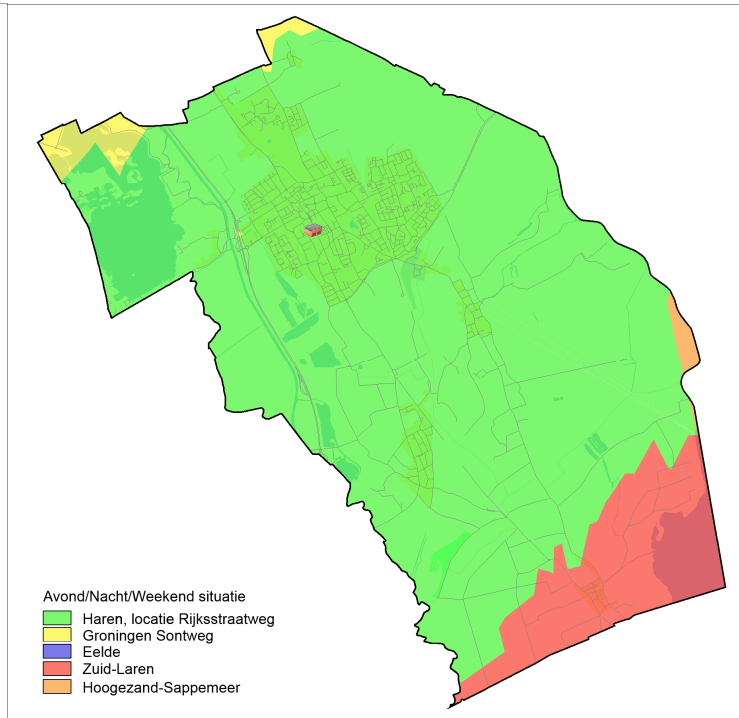 Avond/Nacht/Weekend situatie
Haren, locatie Rijksstraatweg
Groningen Sontweg
Eelde
Zuid-Laren
Hoogezand-Sappemeer